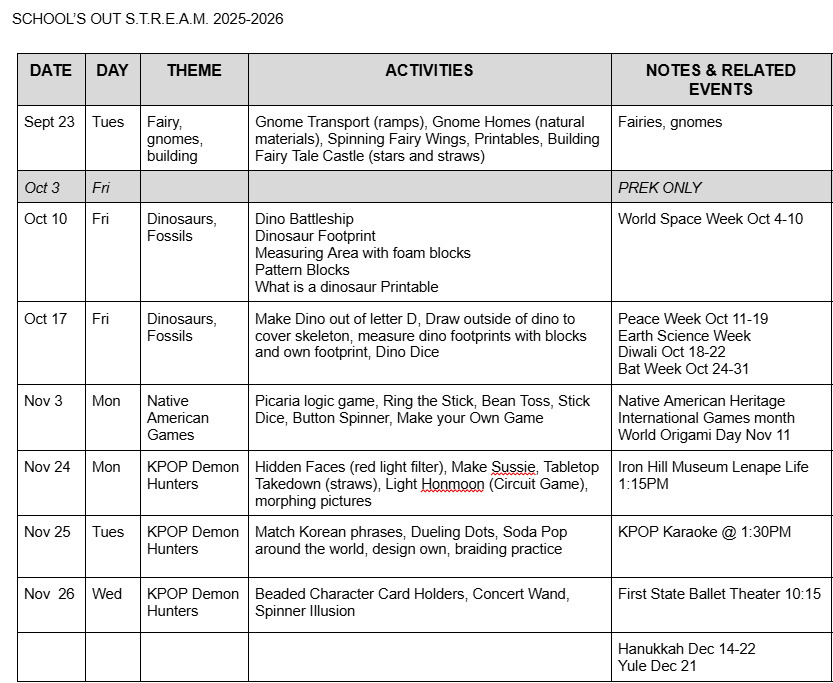 SCHOOL’S OUT S.T.R.E.A.M. 2025-2026
DATE DAY THEME ACTIVITIES NOTES & RELATED
EVENTS
Sept 23 Tues Fairy, Gnome Transport (ramps), Gnome Homes (natural Fairies, gnomes
gnomes, materials), Spinning Fairy Wings, Printables, Building
building Fairy Tale Castle (stars and straws)
Oct 3 Fri PREK ONLY
Oct 10 Fri Dinosaurs, Dino Battleship World Space Week Oct 4-10
Fossils Dinosaur Footprint
Measuring Area with foam blocks
Pattern Blocks
What is a dinosaur Printable
Oct 17 Fri Dinosaurs, Make Dino out of letter D, Draw outside of dino to Peace Week Oct 11-19
Fossils cover skeleton, measure dino footprints with blocks Earth Science Week
and own footprint, Dino Dice Diwali Oct 18-22
Bat Week Oct 24-31
Nov 3 Mon Native Picaria logic game, Ring the Stick, Bean Toss, Stick Native American Heritage
American Dice, Button Spinner, Make your Own Game International Games month
Games World Origami Day Nov 11
Nov 24 Mon KPOP Demon Hidden Faces (red light filter), Make Sussie, Tabletop Iron Hill Museum Lenape Life
Hunters Takedown (straws), Light Honmoon (Circuit Game), 1:15PM
morphing pictures
Nov 25 Tues KPOP Demon Match Korean phrases, Dueling Dots, Soda Pop KPOP Karaoke @ 1:30PM
Hunters around the world, design own, braiding practice
Nov 26 Wed KPOP Demon Beaded Character Card Holders, Concert Wand, First State Ballet Theater 10:15
Hunters Spinner Illusion
Hanukkah Dec 14-22
Yule Dec 21